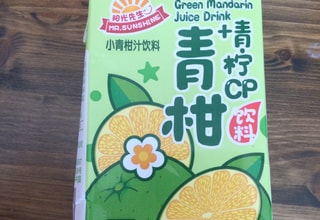 阳光先生
MR.SUNSHINE
小青柑汁饮料
Green Mandarin
Juice Drink
青柑
+青·柠CP
饮料